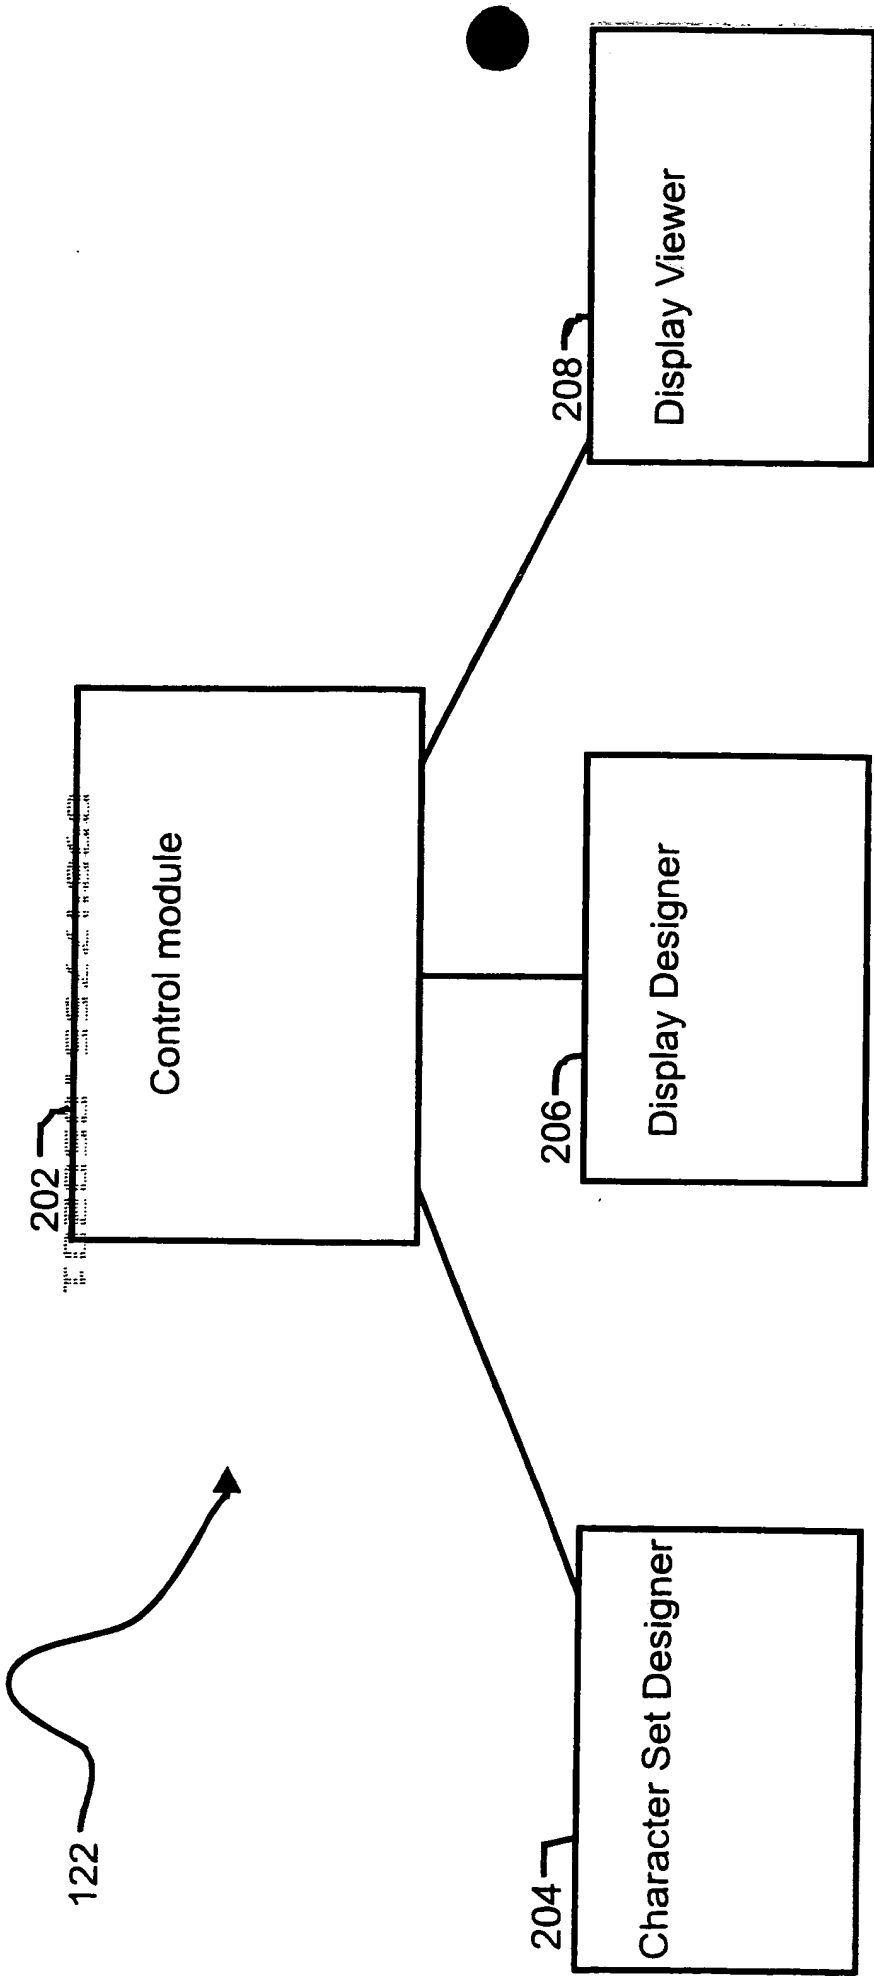 122
202
Control module
204
Character Set Designer
206
Display Designer
208
Display Viewer